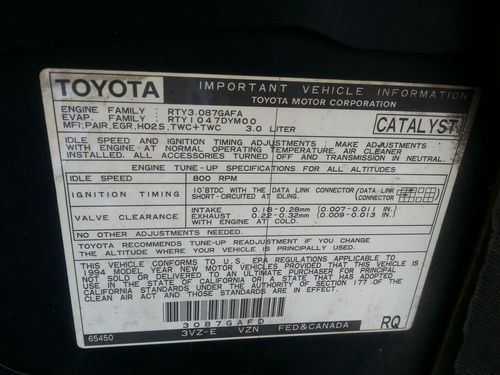 TOYOTA IMPORTANT VEHICLE INFORMATION
TOYOTA MOTOR CORPORATION
ENGINE FAMILY : RTY3.087GAFA
EVAP. FAMILY : RTY1047DYM00
MFI,PAIR,EGR,HO2S,TWC+TWC 3.0 LITER
CATALYST
IDLE SPEED AND IGNITION TIMING ADJUSTMENTS : MAKE ADJUSTMENTS
WITH ENGINE AT NORMAL OPERATING TEMPERATURE, AIR CLEANER
INSTALLED, ALL ACCESSORIES TURNED OFF AND TRANSMISSION IN NEUTRAL.
ENGINE TUNE-UP SPECIFICATIONS FOR ALL ALTITUDES
IDLE SPEED 800 RPM
IGNITION TIMING 10°BTDC WITH THE DATA LINK CONNECTOR (DATA LINK CONNECTOR)
SHORT-CIRCUITED AT IDLING.
VALVE CLEARANCE INTAKE 0.18-0.28mm (0.007-0.011 IN.)
EXHAUST 0.22-0.32mm (0.009-0.013 IN.)
WITH ENGINE AT COLD.
NO OTHER ADJUSTMENTS NEEDED.
TOYOTA RECOMMENDS TUNE-UP READJUSTMENT IF YOU CHANGE
THE ALTITUDE WHERE YOUR VEHICLE IS PRINCIPALLY USED.
THIS VEHICLE CONFORMS TO U.S. EPA REGULATIONS APPLICABLE TO
1994 MODEL YEAR NEW MOTOR VEHICLES PROVIDED IT IS
NOT SOLD OR DELIVERED TO AN ULTIMATE PURCHASER FOR PRINCIPAL
USE IN THE STATE OF CALIFORNIA OR A STATE THAT HAS ADOPTED
CALIFORNIA STANDARDS UNDER THE AUTHORITY OF SECTION 177 OF THE
CLEAN AIR ACT AND THOSE STANDARDS ARE IN EFFECT.
3087GAFD
65450 3VZ-E VZN FED&CANADA RQ